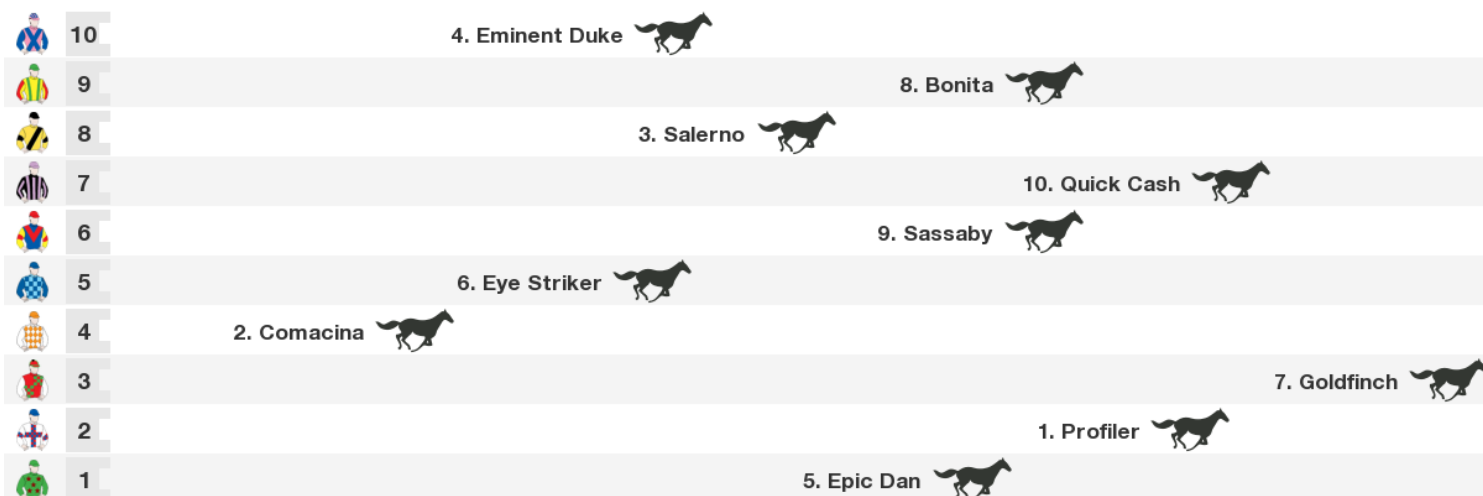 10 4. Eminent Duke
9 8. Bonita
8 3. Salerno
7 10. Quick Cash
6 9. Sassaby
5 6. Eye Striker
4 2. Comacina
3 7. Goldfinch
2 1. Profiler
1 5. Epic Dan